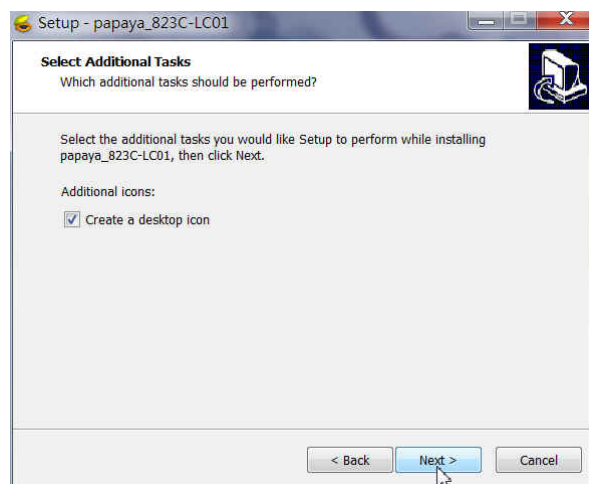 Setup - papaya_823C-LC01
Select Additional Tasks
Which additional tasks should be performed?
Select the additional tasks you would like Setup to perform while installing
papaya_823C-LC01, then click Next.
Additional icons:
Create a desktop icon
< Back Next > Cancel